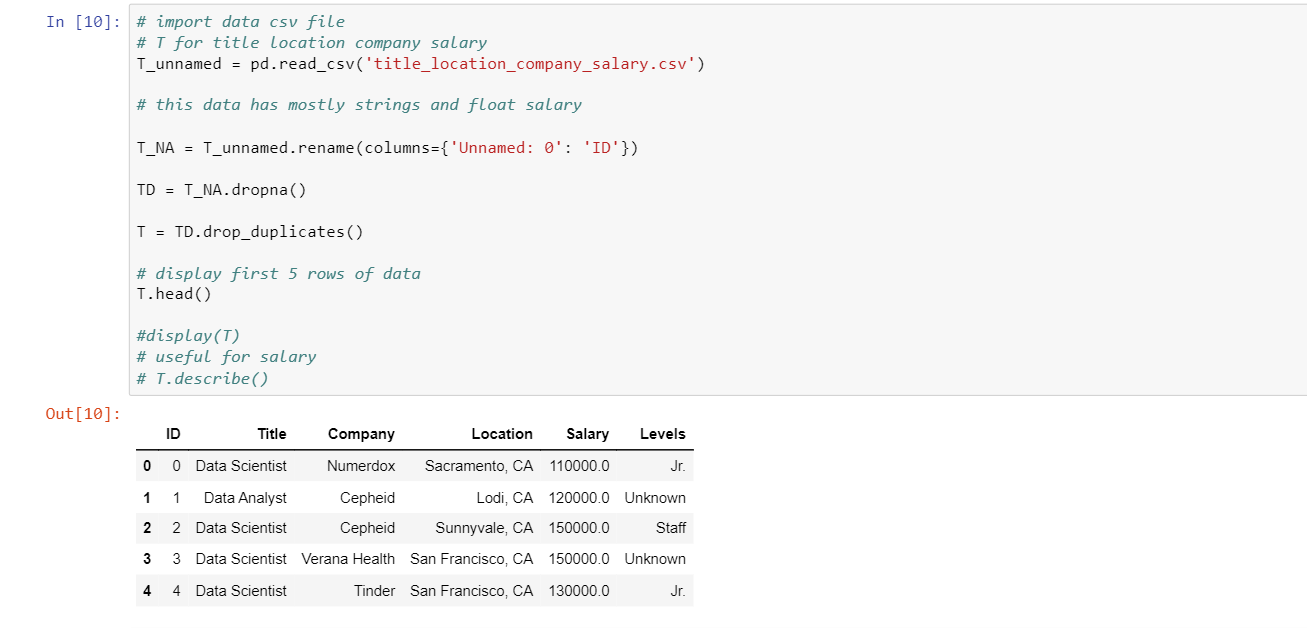 In [10]: # import data csv file
# T for title location company salary
T_unnamed = pd.read_csv('title_location_company_salary.csv')
# this data has mostly strings and float salary
T_NA = T_unnamed.rename(columns={'Unnamed: 0': 'ID'})
TD = T_NA.dropna()
T = TD.drop_duplicates()
# display first 5 rows of data
T.head()
#display(T)
# useful for salary
# T.describe()
Out[10]:
ID Title Company Location Salary Levels
0 0 Data Scientist Numerdox Sacramento, CA 110000.0 Jr.
1 1 Data Analyst Cepheid Lodi, CA 120000.0 Unknown
2 2 Data Scientist Cepheid Sunnyvale, CA 150000.0 Staff
3 3 Data Scientist Verana Health San Francisco, CA 150000.0 Unknown
4 4 Data Scientist Tinder San Francisco, CA 130000.0 Jr.